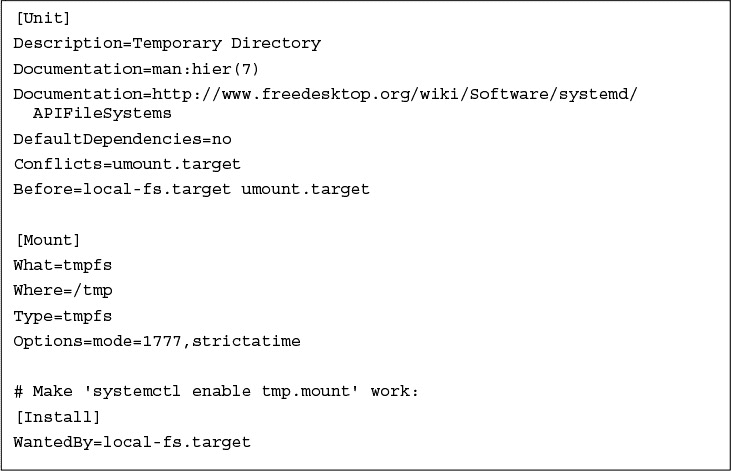 [Unit]
Description=Temporary Directory
Documentation=man:hier(7)
Documentation=http://www.freedesktop.org/wiki/Software/systemd/
APIFileSystems
DefaultDependencies=no
Conflicts=umount.target
Before=local-fs.target umount.target
[Mount]
What=tmpfs
Where=/tmp
Type=tmpfs
Options=mode=1777,strictatime
# Make 'systemctl enable tmp.mount' work:
[Install]
WantedBy=local-fs.target